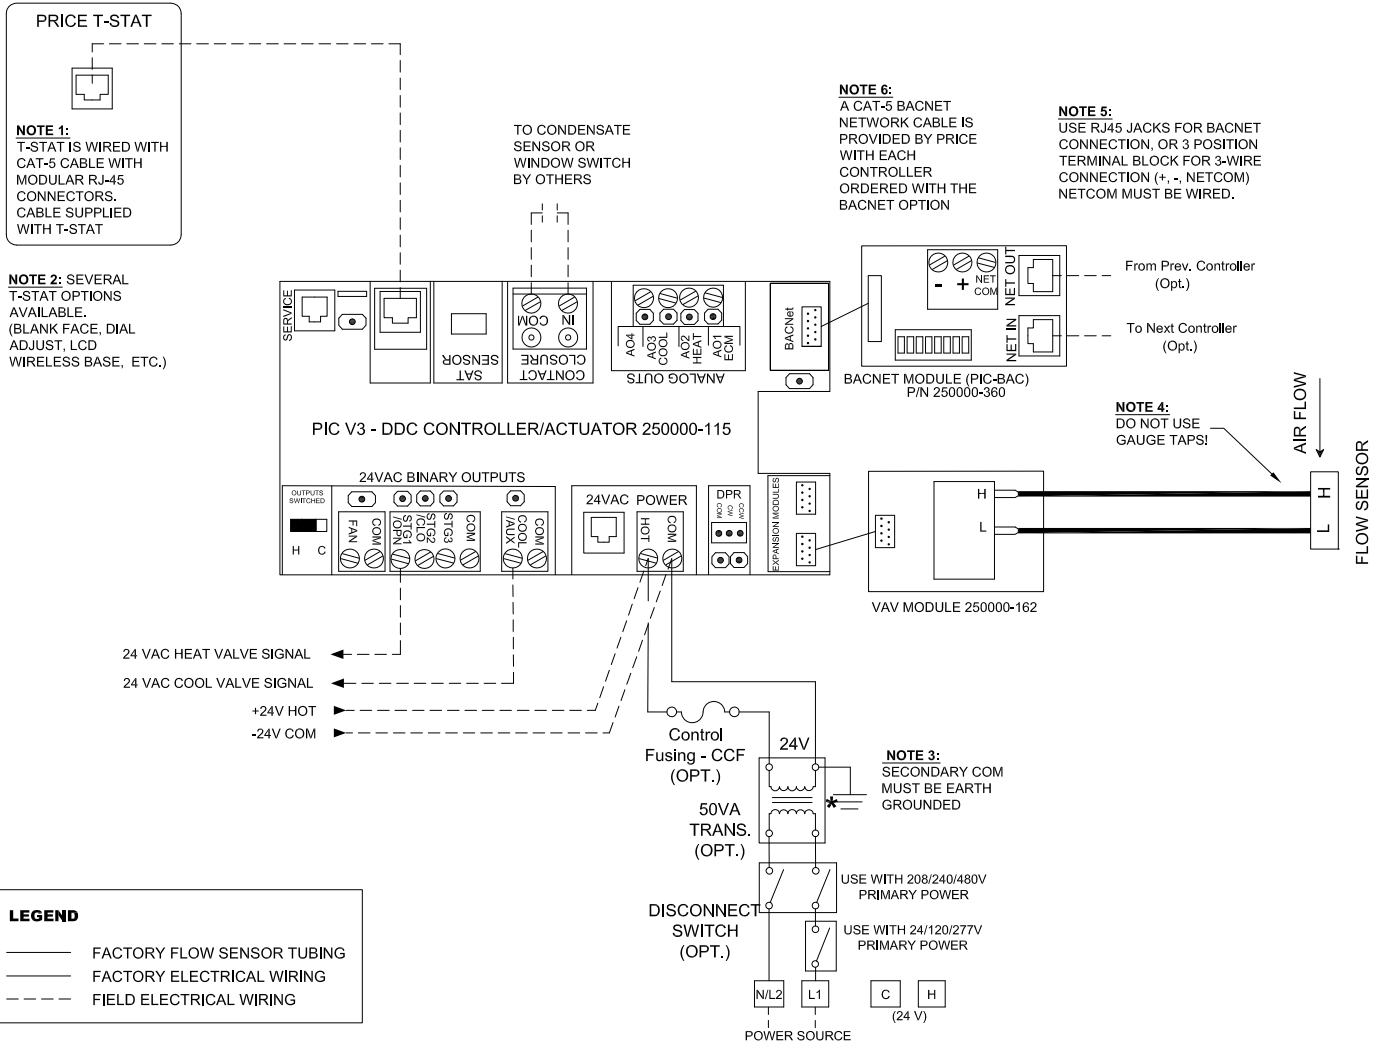 PRICE T-STAT
NOTE 1:
T-STAT IS WIRED WITH
CAT-5 CABLE WITH
MODULAR RJ-45
CONNECTORS.
CABLE SUPPLIED
WITH T-STAT
NOTE 2: SEVERAL
T-STAT OPTIONS
AVAILABLE.
(BLANK FACE, DIAL
ADJUST, LCD
WIRELESS BASE, ETC.)
TO CONDENSATE
SENSOR OR
WINDOW SWITCH
BY OTHERS
NOTE 6:
A CAT-5 BACNET
NETWORK CABLE IS
PROVIDED BY PRICE
WITH EACH
CONTROLLER
ORDERED WITH THE
BACNET OPTION
NOTE 5:
USE RJ45 JACKS FOR BACNET
CONNECTION, OR 3 POSITION
TERMINAL BLOCK FOR 3-WIRE
CONNECTION (+, -, NETCOM)
NETCOM MUST BE WIRED.
SERVICE
SAT
SENSOR
COM
IN
CONTACT
CLOSURE
AO4
AO3
COOL
AO2
HEAT
AO1
ECM
ANALOG OUTS
BACNet
- + NET
COM
NET OUT
NET IN
From Prev. Controller
(Opt.)
To Next Controller
(Opt.)
BACNET MODULE (PIC-BAC)
P/N 250000-360
PIC V3 - DDC CONTROLLER/ACTUATOR 250000-115
NOTE 4:
DO NOT USE
GAUGE TAPS!
AIR FLOW
H
L
FLOW SENSOR
24VAC BINARY OUTPUTS
OUTPUTS
SWITCHED
H C
FAN
COM
STG1
/OPN
STG2
/CLO
STG3
COM
COOL
/AUX
COM
24VAC POWER
HOT
COM
DPR
COM
CW
CCW
EXPANSION MODULES
H
L
VAV MODULE 250000-162
24 VAC HEAT VALVE SIGNAL
24 VAC COOL VALVE SIGNAL
+24V HOT
-24V COM
Control
Fusing - CCF
(OPT.)
24V
NOTE 3:
SECONDARY COM
MUST BE EARTH
GROUNDED
*
50VA
TRANS.
(OPT.)
USE WITH 208/240/480V
PRIMARY POWER
DISCONNECT
SWITCH
(OPT.)
USE WITH 24/120/277V
PRIMARY POWER
N/L2 L1 C H
(24 V)
POWER SOURCE
LEGEND
FACTORY FLOW SENSOR TUBING
FACTORY ELECTRICAL WIRING
FIELD ELECTRICAL WIRING